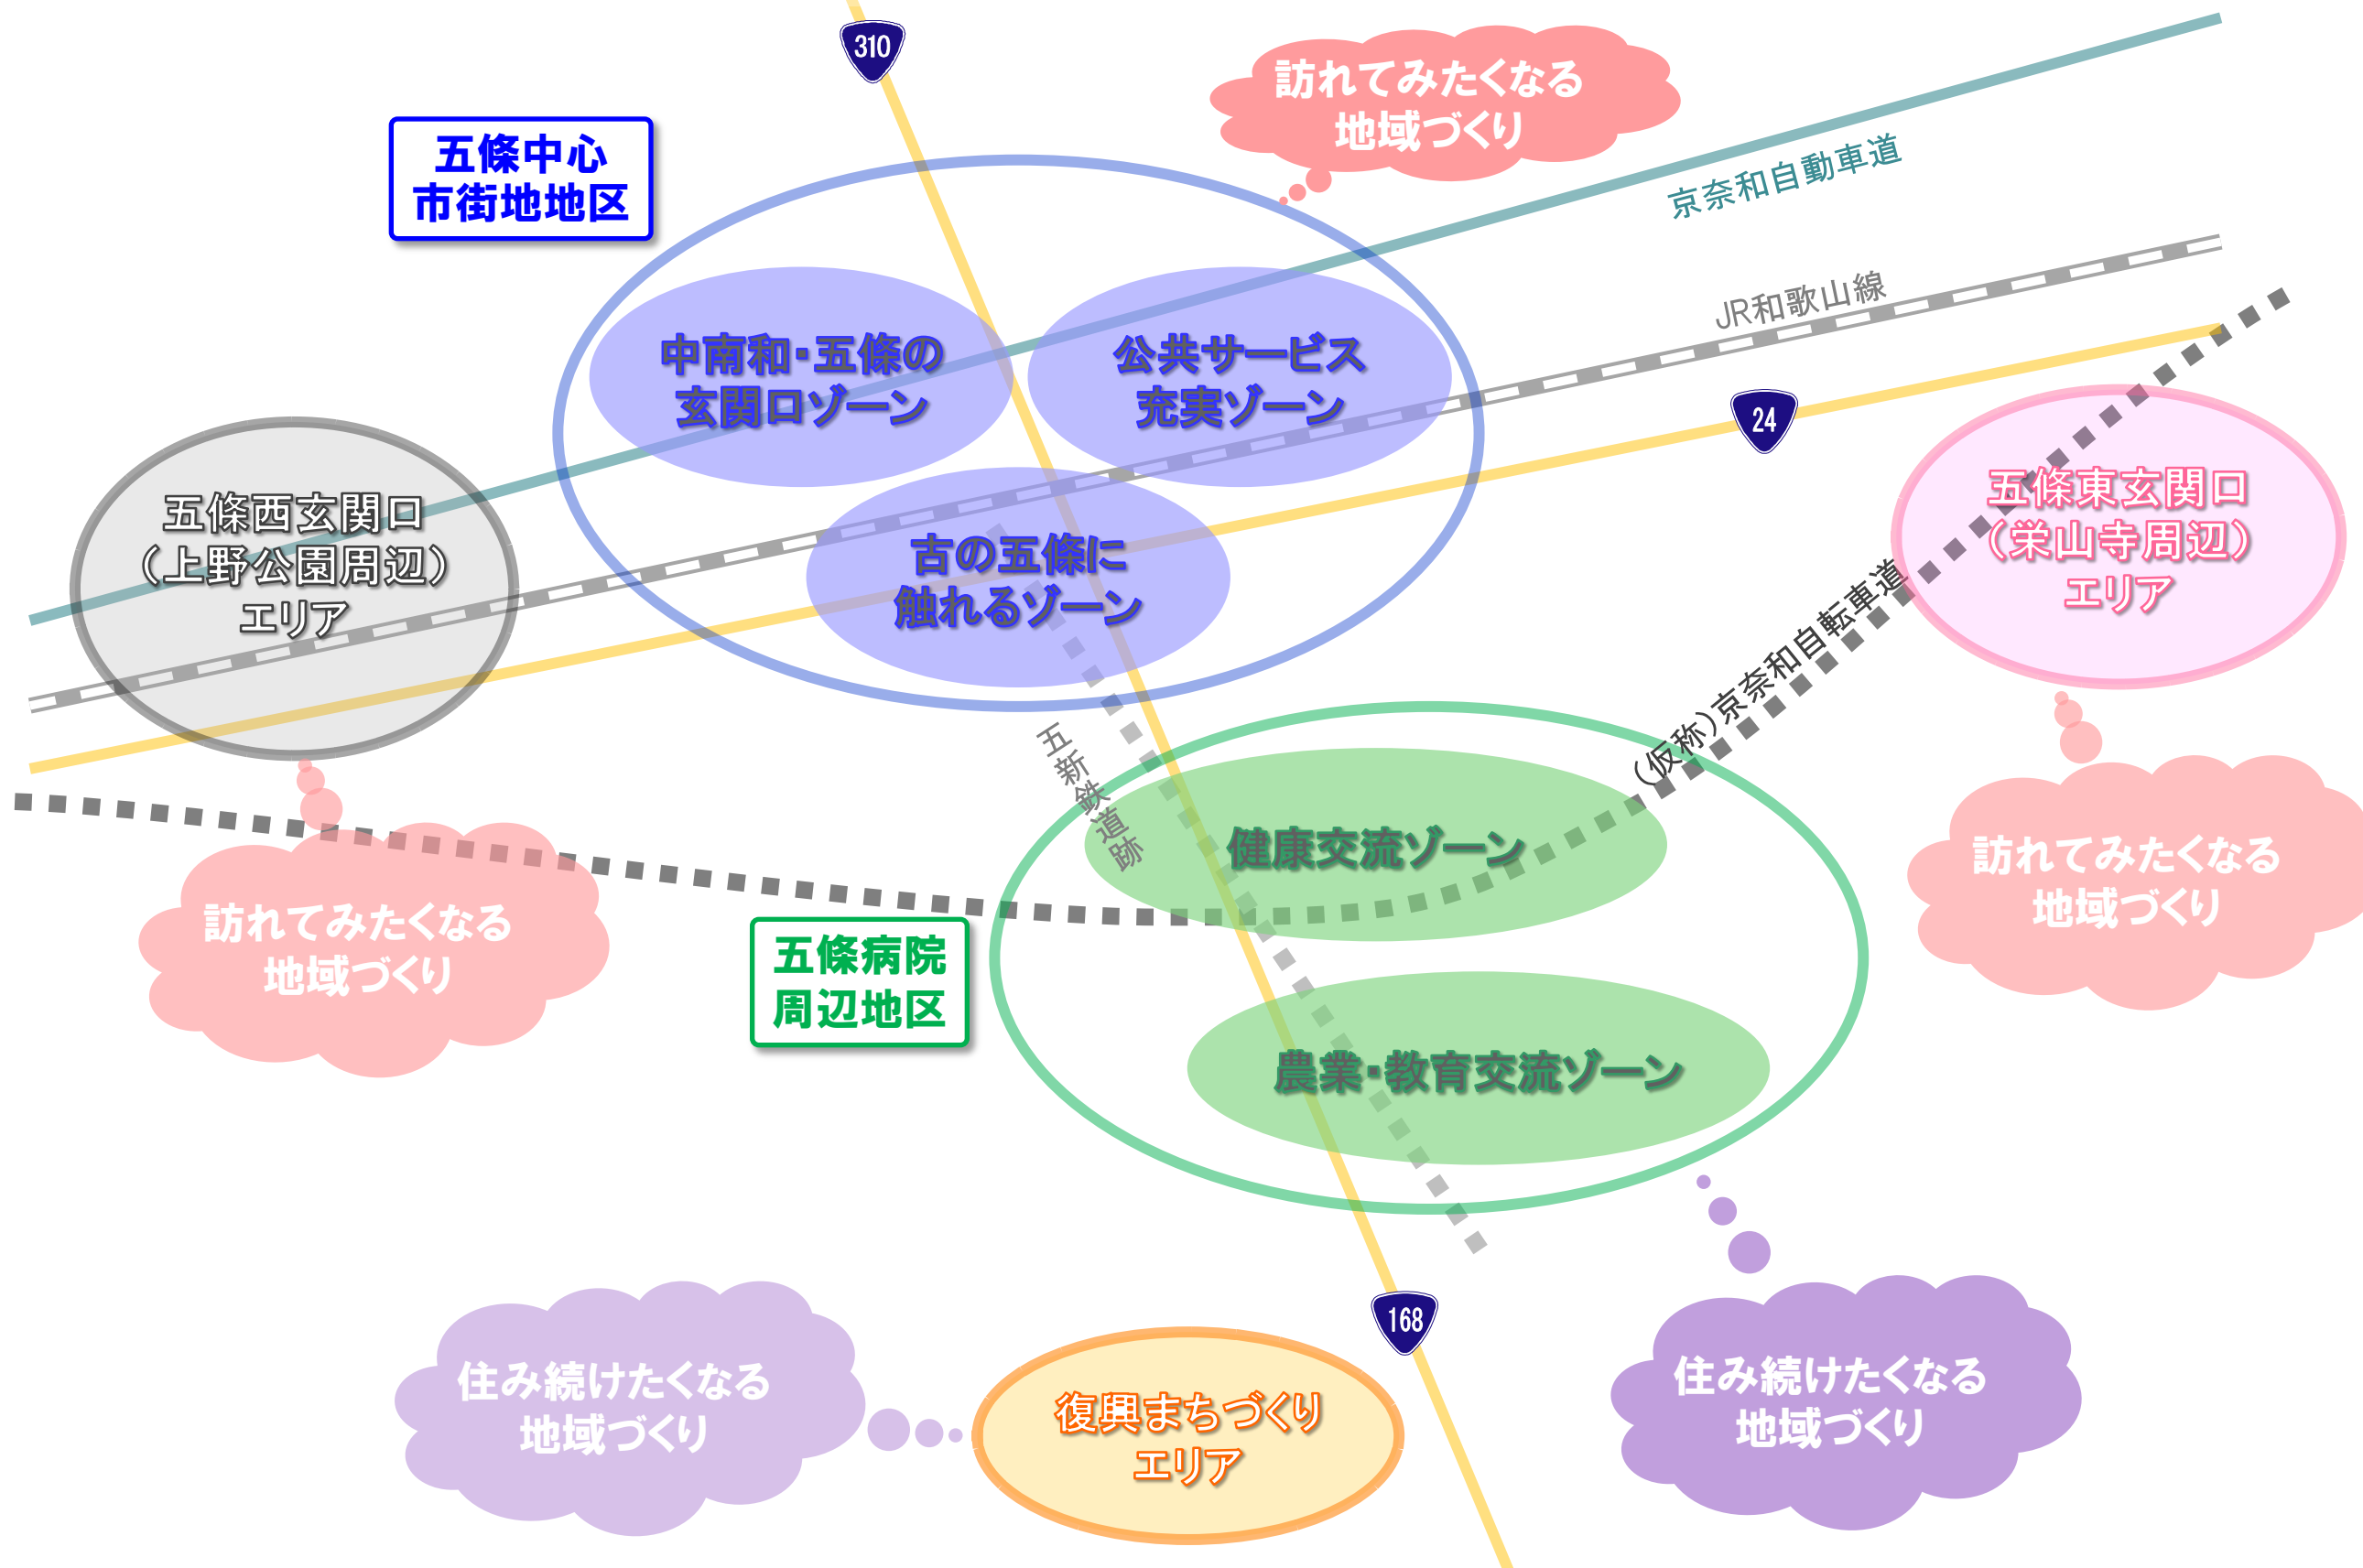 310
訪れてみたくなる
地域づくり
五條中心
市街地地区
京奈和自動車道
JR和歌山線
中南和・五條の
玄関口ゾーン
公共サービス
充実ゾーン
24
五條西玄関口
（上野公園周辺）
エリア
五條東玄関口
（栄山寺周辺）
エリア
古の五條に
触れるゾーン
（仮称）京奈和自転車道
五新鉄道跡
健康交流ゾーン
訪れてみたくなる
地域づくり
訪れてみたくなる
地域づくり
五條病院
周辺地区
農業・教育交流ゾーン
168
住み続けたくなる
地域づくり
復興まちづくり
エリア
住み続けたくなる
地域づくり